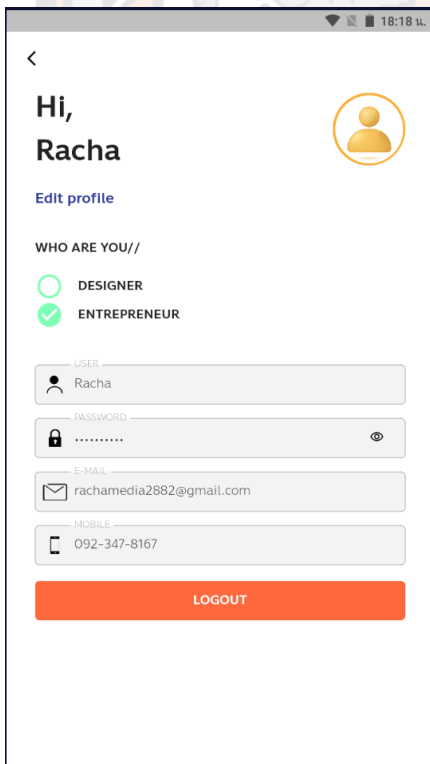 18:18 น.
Hi,
Racha
Edit profile
WHO ARE YOU//
DESIGNER
ENTREPRENEUR
USER
Racha
PASSWORD
..........
E-MAIL
rachamedia2882@gmail.com
MOBILE
092-347-8167
LOGOUT